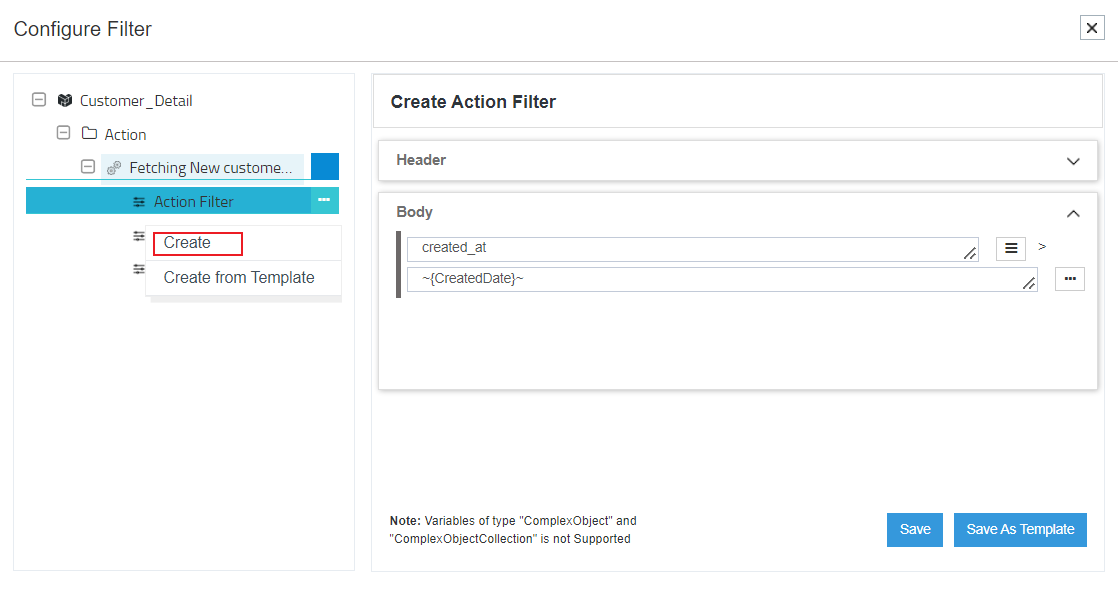 Configure Filter
Customer_Detail
Action
Fetching New custome...
Action Filter
Create
Create from Template
Create Action Filter
Header
Body
created_at
>
~{CreatedDate}~
Note: Variables of type "ComplexObject" and
"ComplexObjectCollection" is not Supported
Save
Save As Template